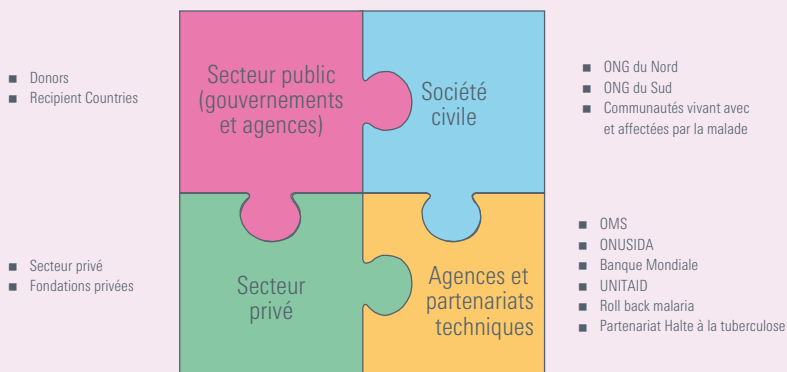 ■ Donors
■ Recipient Countries
Secteur public
(gouvernements
et agences)
Société
civile
■ ONG du Nord
■ ONG du Sud
■ Communautés vivant avec
et affectées par la malade
■ Secteur privé
■ Fondations privées
Secteur
privé
Agences et
partenariats
techniques
■ OMS
■ ONUSIDA
■ Banque Mondiale
■ UNITAID
■ Roll back malaria
■ Partenariat Halte à la tuberculose